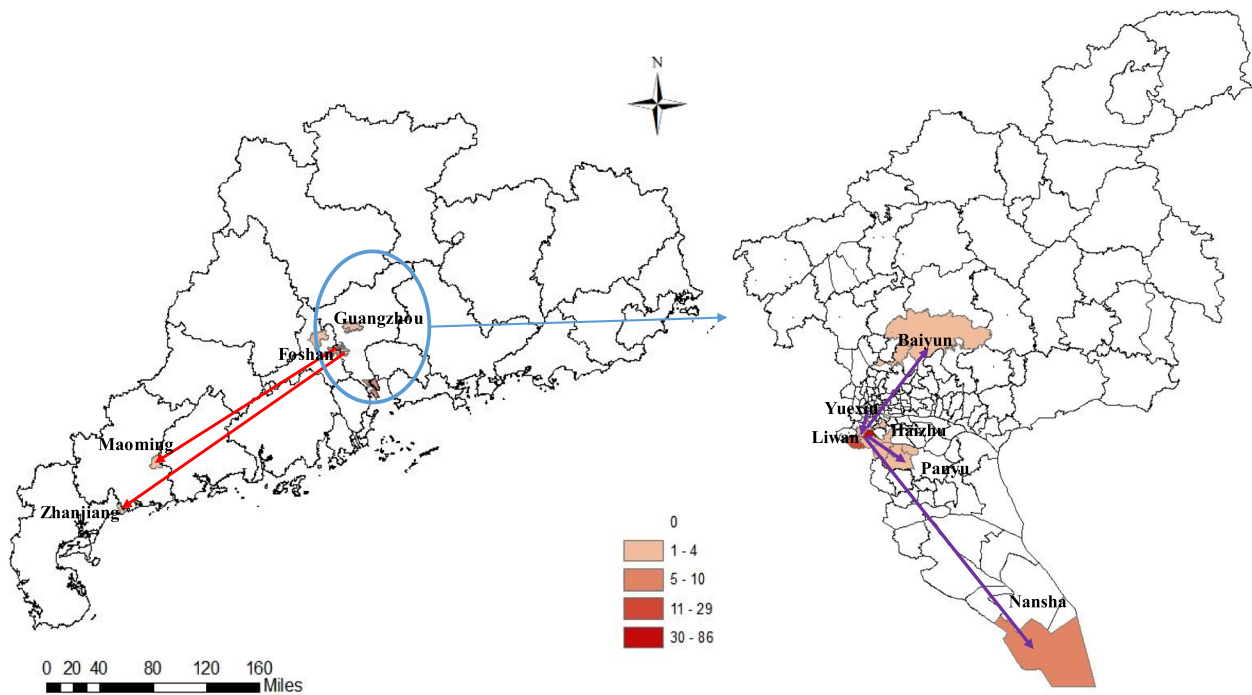 N
Guangzhou
Foshan
Maoming
Zhanjiang
Baiyun
Yuexiu
Liwan
Haizhu
Panyu
Nansha
0
1 - 4
5 - 10
11 - 29
30 - 86
0 20 40 80 120 160
Miles